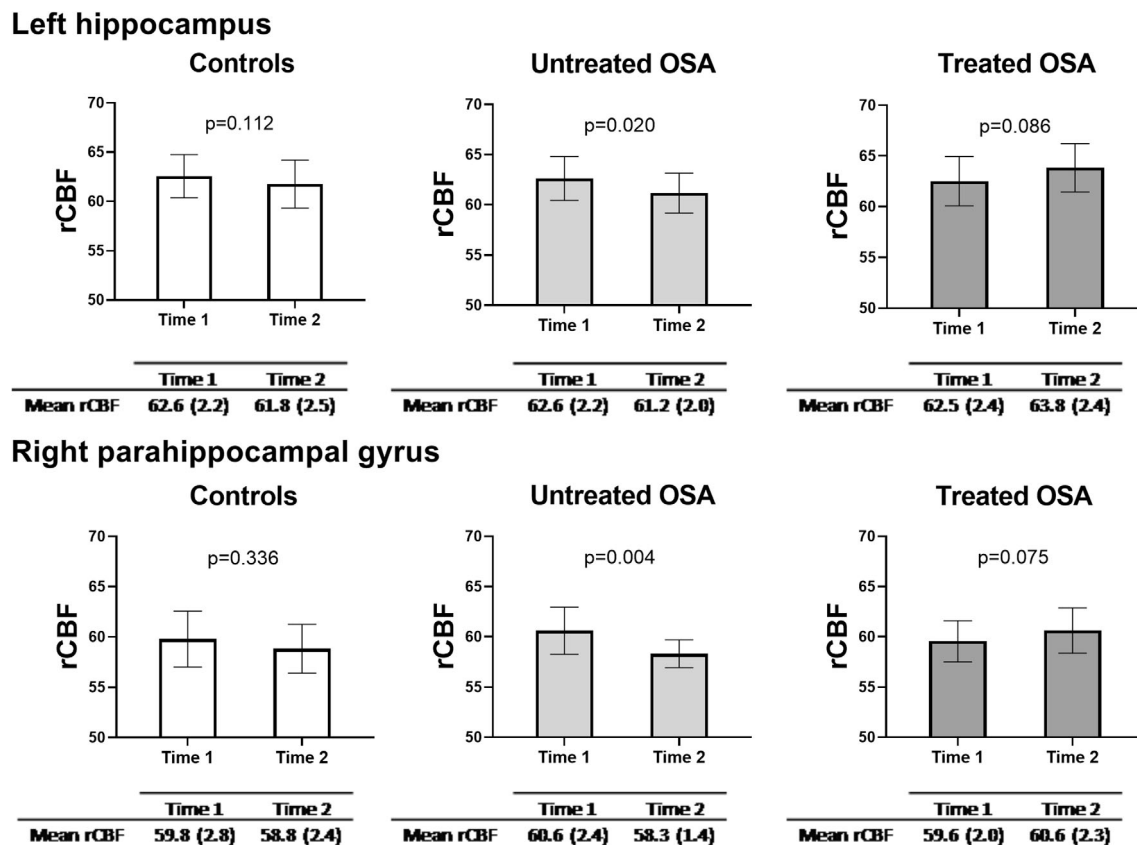 Left hippocampus
Controls
Untreated OSA
Treated OSA
rCBF
70
65
60
55
50
p=0.112
Time 1 Time 2
rCBF
70
65
60
55
50
p=0.020
Time 1 Time 2
rCBF
70
65
60
55
50
p=0.086
Time 1 Time 2
Time 1 Time 2
Mean rCBF 62.6 (2.2) 61.8 (2.5)
Time 1 Time 2
Mean rCBF 62.6 (2.2) 61.2 (2.0)
Time 1 Time 2
Mean rCBF 62.5 (2.4) 63.8 (2.4)
Right parahippocampal gyrus
Controls
Untreated OSA
Treated OSA
rCBF
70
65
60
55
50
p=0.336
Time 1 Time 2
rCBF
70
65
60
55
50
p=0.004
Time 1 Time 2
rCBF
70
65
60
55
50
p=0.075
Time 1 Time 2
Time 1 Time 2
Mean rCBF 59.8 (2.8) 58.8 (2.4)
Time 1 Time 2
Mean rCBF 60.6 (2.4) 58.3 (1.4)
Time 1 Time 2
Mean rCBF 59.6 (2.0) 60.6 (2.3)